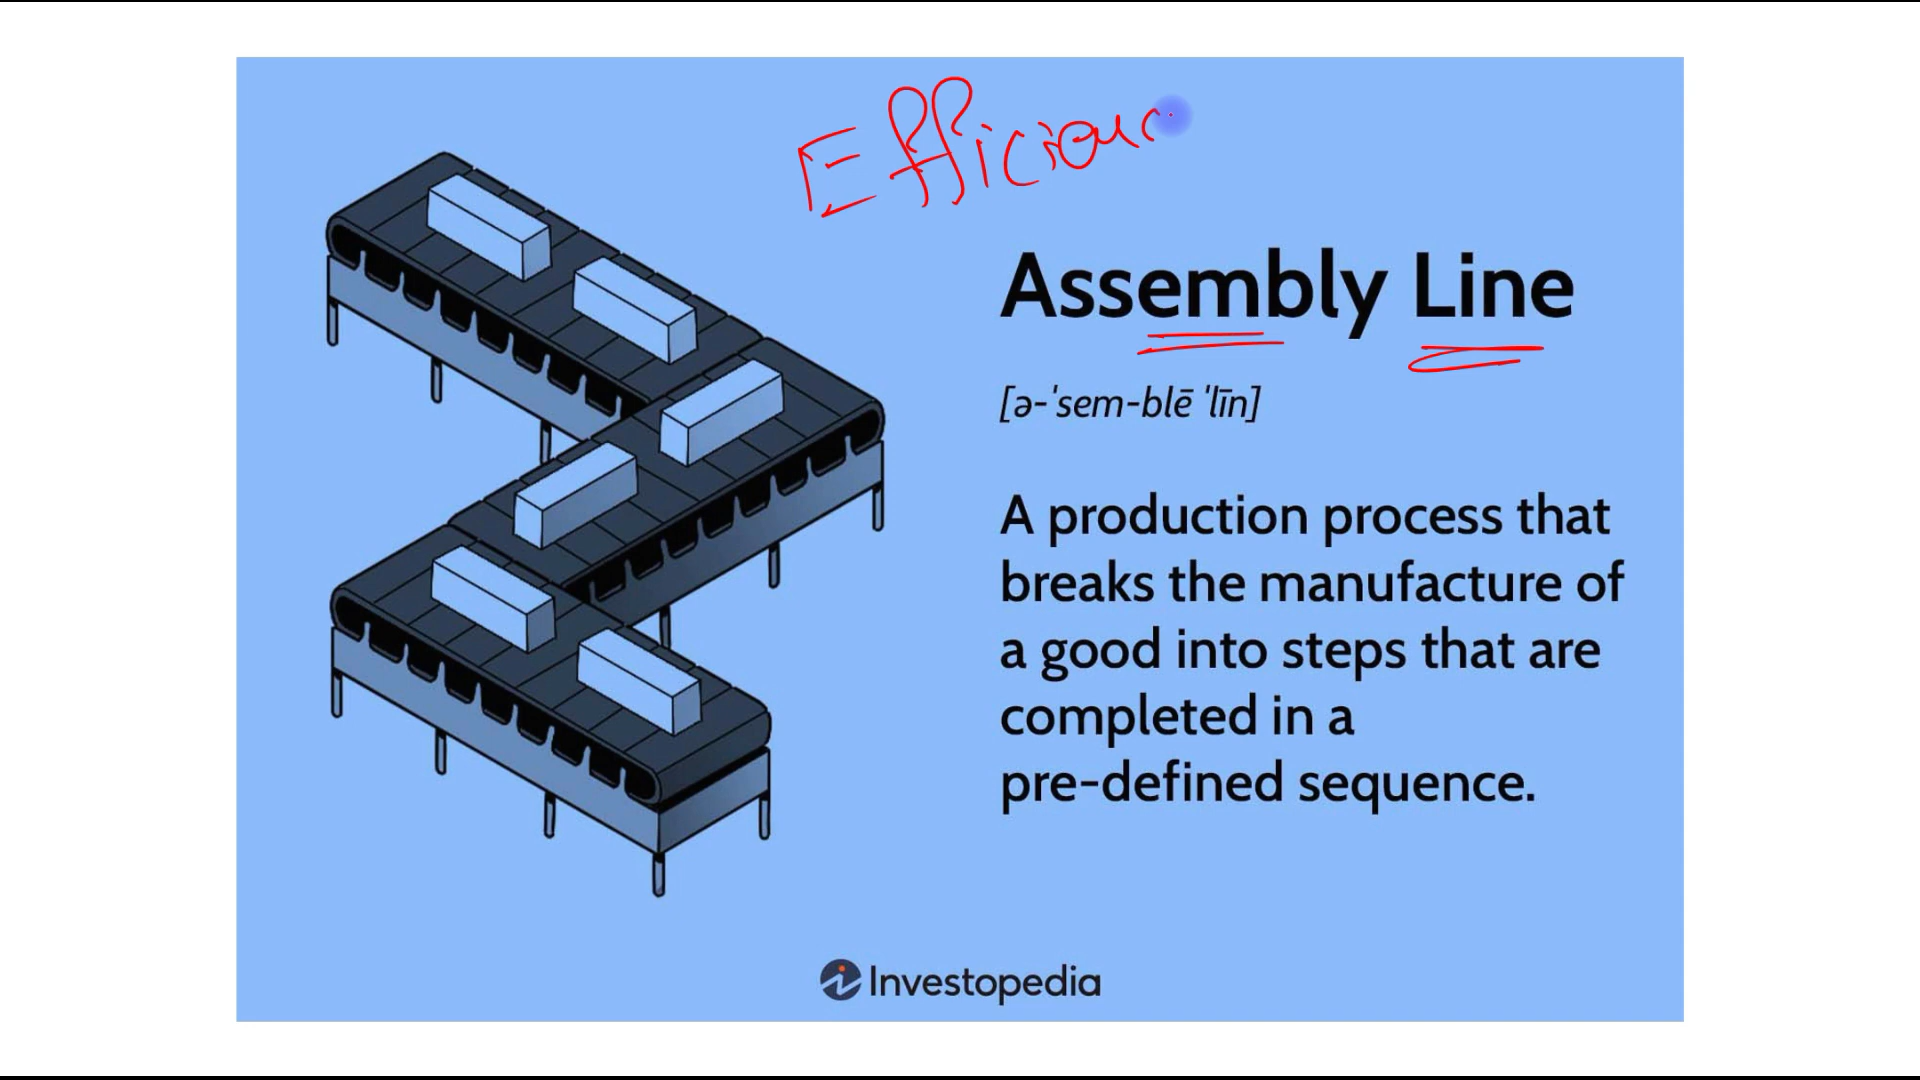 Efficienc
Assembly Line
[ə-ˈsem-blē ˈlīn]
A production process that
breaks the manufacture of
a good into steps that are
completed in a
pre-defined sequence.
Investopedia